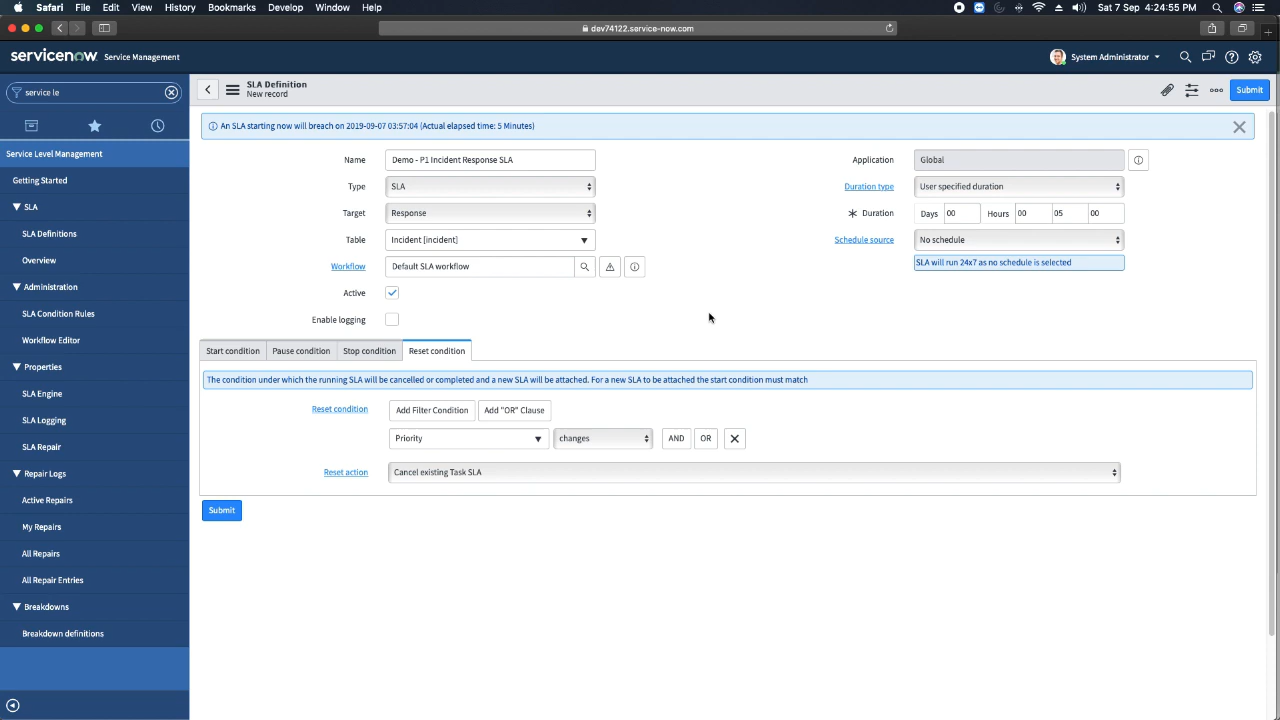 Safari File Edit View History Bookmarks Develop Window Help
Sat 7 Sep 4:24:55 PM
dev74122.service-now.com
servicenow Service Management
System Administrator
service le
SLA Definition
New record
Submit
An SLA starting now will breach on 2019-09-07 03:57:04 (Actual elapsed time: 5 Minutes)
Service Level Management
Getting Started
SLA
SLA Definitions
Overview
Administration
SLA Condition Rules
Workflow Editor
Properties
SLA Engine
SLA Logging
SLA Repair
Repair Logs
Active Repairs
My Repairs
All Repairs
All Repair Entries
Breakdowns
Breakdown definitions
Name Demo - P1 Incident Response SLA
Type SLA
Target Response
Table Incident [incident]
Workflow Default SLA workflow
Active
Enable logging
Application Global
Duration type User specified duration
Duration Days 00 Hours 00 05 00
Schedule source No schedule
SLA will run 24x7 as no schedule is selected
Start condition Pause condition Stop condition Reset condition
The condition under which the running SLA will be cancelled or completed and a new SLA will be attached. For a new SLA to be attached the start condition must match
Reset condition Add Filter Condition Add "OR" Clause
Priority changes AND OR
Reset action Cancel existing Task SLA
Submit